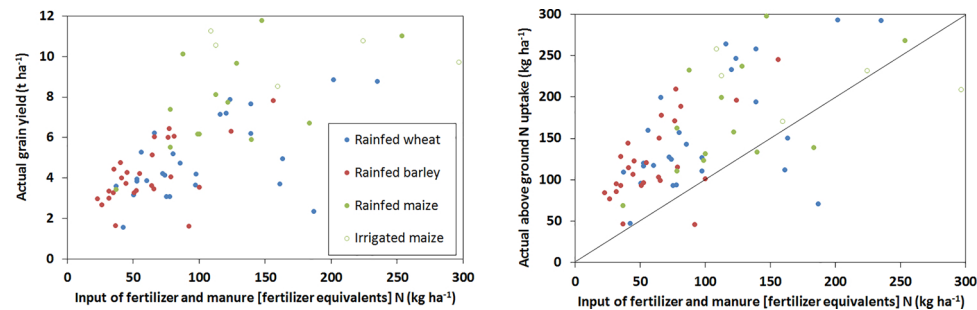 Actual grain yield (t ha⁻¹)
12
10
8
6
4
2
0
0 50 100 150 200 250 300
Input of fertilizer and manure [fertilizer equivalents] N (kg ha⁻¹)
Rainfed wheat
Rainfed barley
Rainfed maize
Irrigated maize
Actual above ground N uptake (kg ha⁻¹)
300
250
200
150
100
50
0
0 50 100 150 200 250 300
Input of fertilizer and manure [fertilizer equivalents] N (kg ha⁻¹)